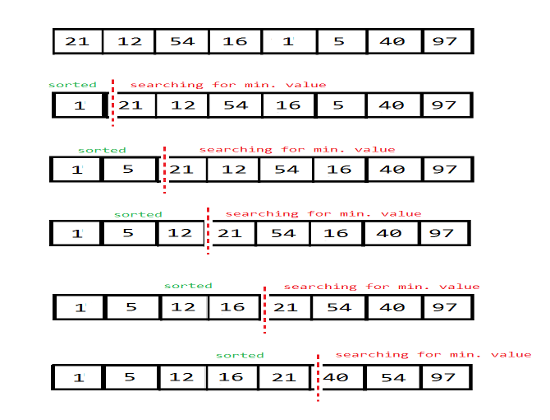 21 12 54 16 1 5 40 97
sorted searching for min. value
1 21 12 54 16 5 40 97
sorted searching for min. value
1 5 21 12 54 16 40 97
sorted searching for min. value
1 5 12 21 54 16 40 97
sorted searching for min. value
1 5 12 16 21 54 40 97
sorted searching for min. value
1 5 12 16 21 40 54 97